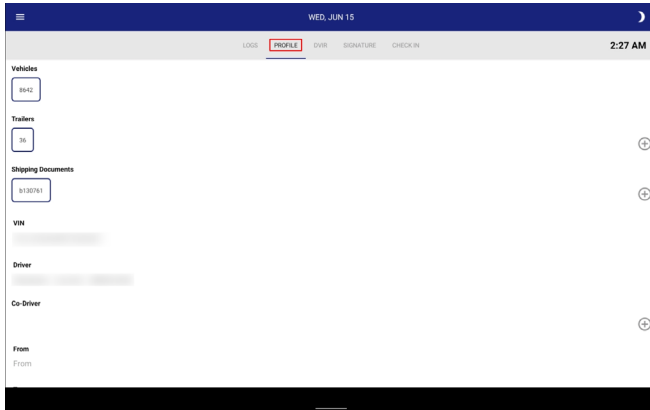 WED, JUN 15
LOGS PROFILE DVIR SIGNATURE CHECK IN 2:27 AM
Vehicles
8642
Trailers
36
Shipping Documents
b130761
VIN
Driver
Co-Driver
From
From